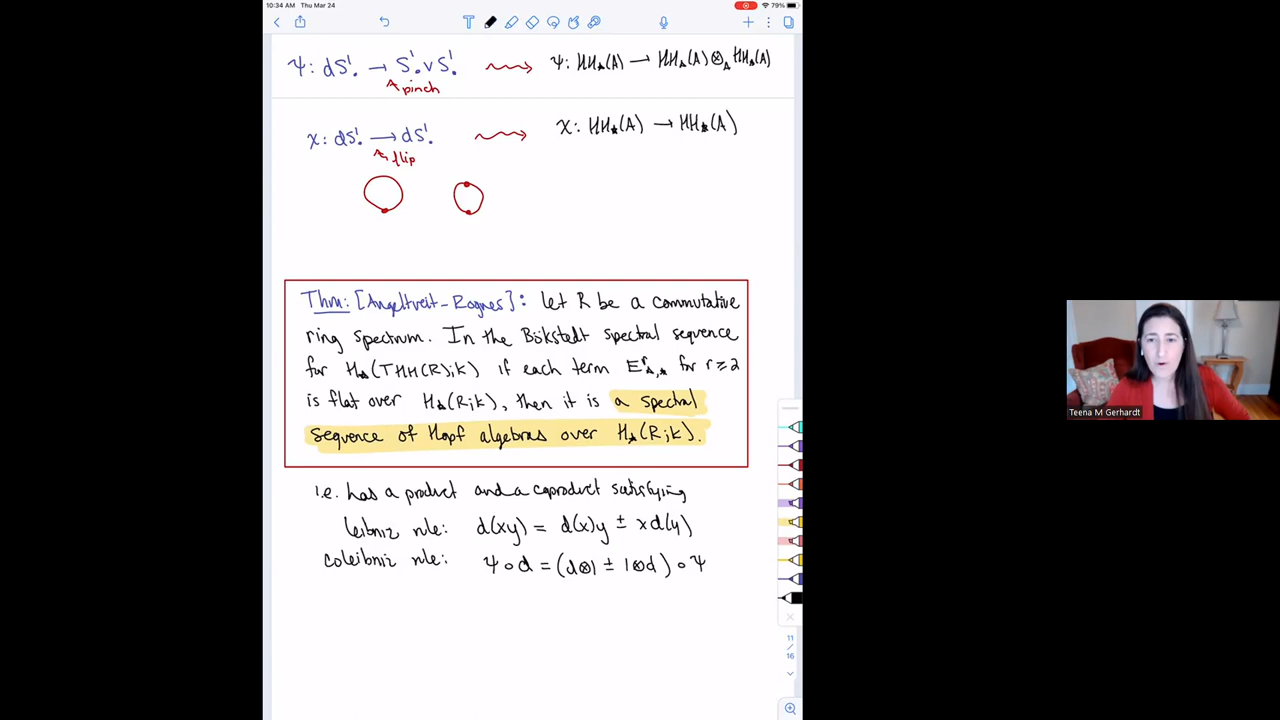 10:34 AM Thu Mar 24
79%
Ψ: dS¹. → S¹. ∨ S¹. ⇝ Ψ: HH⁎(A) → HH⁎(A) ⊗_A HH⁎(A)
pinch
χ: dS¹. → dS¹. ⇝ χ: HH⁎(A) → HH⁎(A)
flip
Thm: [Angeltveit-Rognes]: let R be a commutative
ring spectrum. In the Bökstedt spectral sequence
for H⁎(THH(R);k) if each term E^r_{⁎,⁎} for r≥2
is flat over H⁎(R;k), then it is a spectral
sequence of Hopf algebras over H⁎(R;k).
i.e. has a product and a coproduct satisfying
Leibniz rule: d(xy) = d(x)y ± xd(y)
coleibniz rule: Ψ∘d = (d⊗1 ± 1⊗d)∘Ψ
Teena M Gerhardt
11
/
16